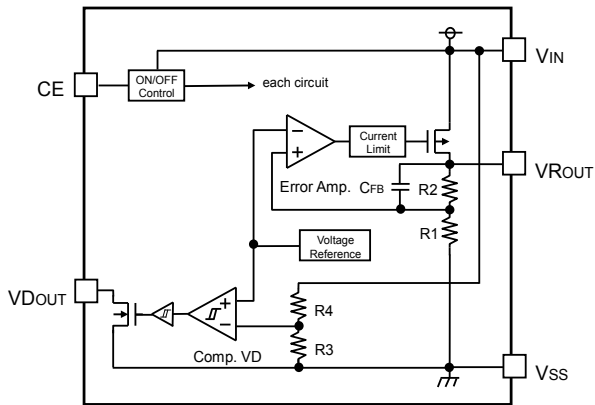 VIN
CE
ON/OFF
Control
each circuit
−
+
Current
Limit
VROUT
Error Amp.
CFB
R2
R1
Voltage
Reference
VDOUT
+
−
R4
R3
Comp. VD
VSS